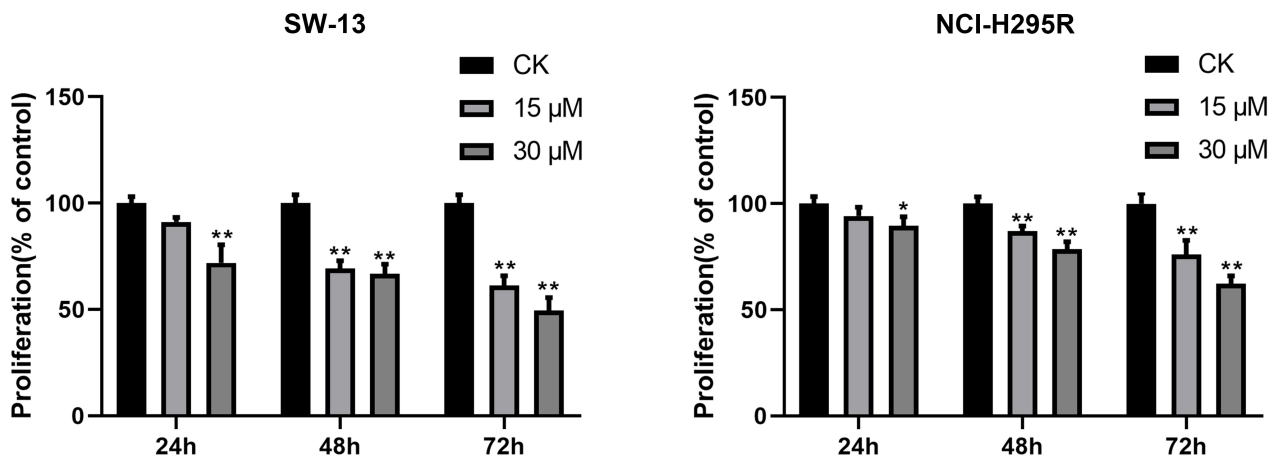 SW-13
CK
15 µM
30 µM
Proliferation(% of control)
150
100
50
0
**
** **
** **
24h 48h 72h
NCI-H295R
CK
15 µM
30 µM
Proliferation(% of control)
150
100
50
0
*
** **
** **
24h 48h 72h